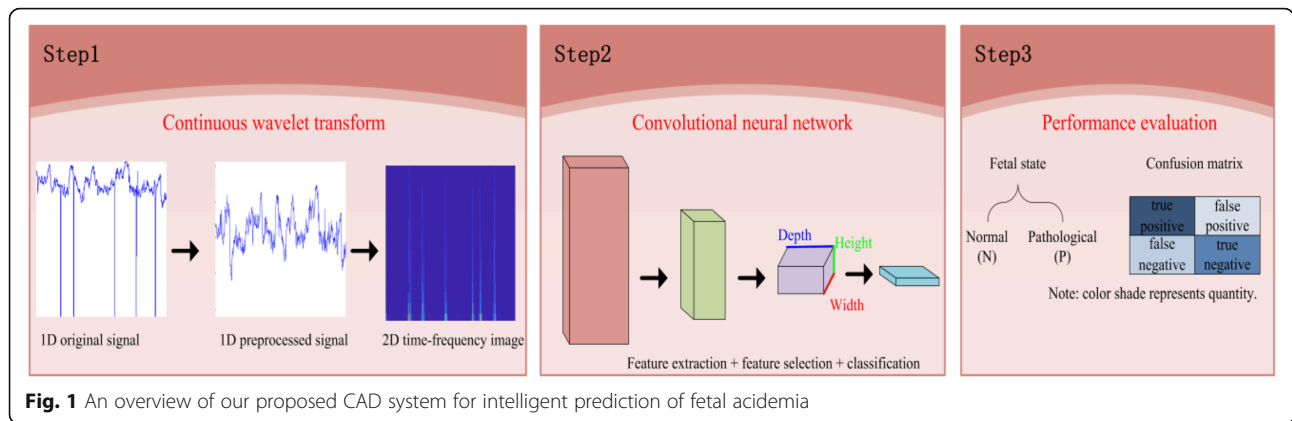 Step1
Continuous wavelet transform
1D original signal
1D preprocessed signal
2D time-frequency image
Step2
Convolutional neural network
Depth
Height
Width
Feature extraction + feature selection + classification
Step3
Performance evaluation
Fetal state
Normal
(N)
Pathological
(P)
Confusion matrix
true
positive
false
positive
false
negative
true
negative
Note: color shade represents quantity.
Fig. 1 An overview of our proposed CAD system for intelligent prediction of fetal acidemia